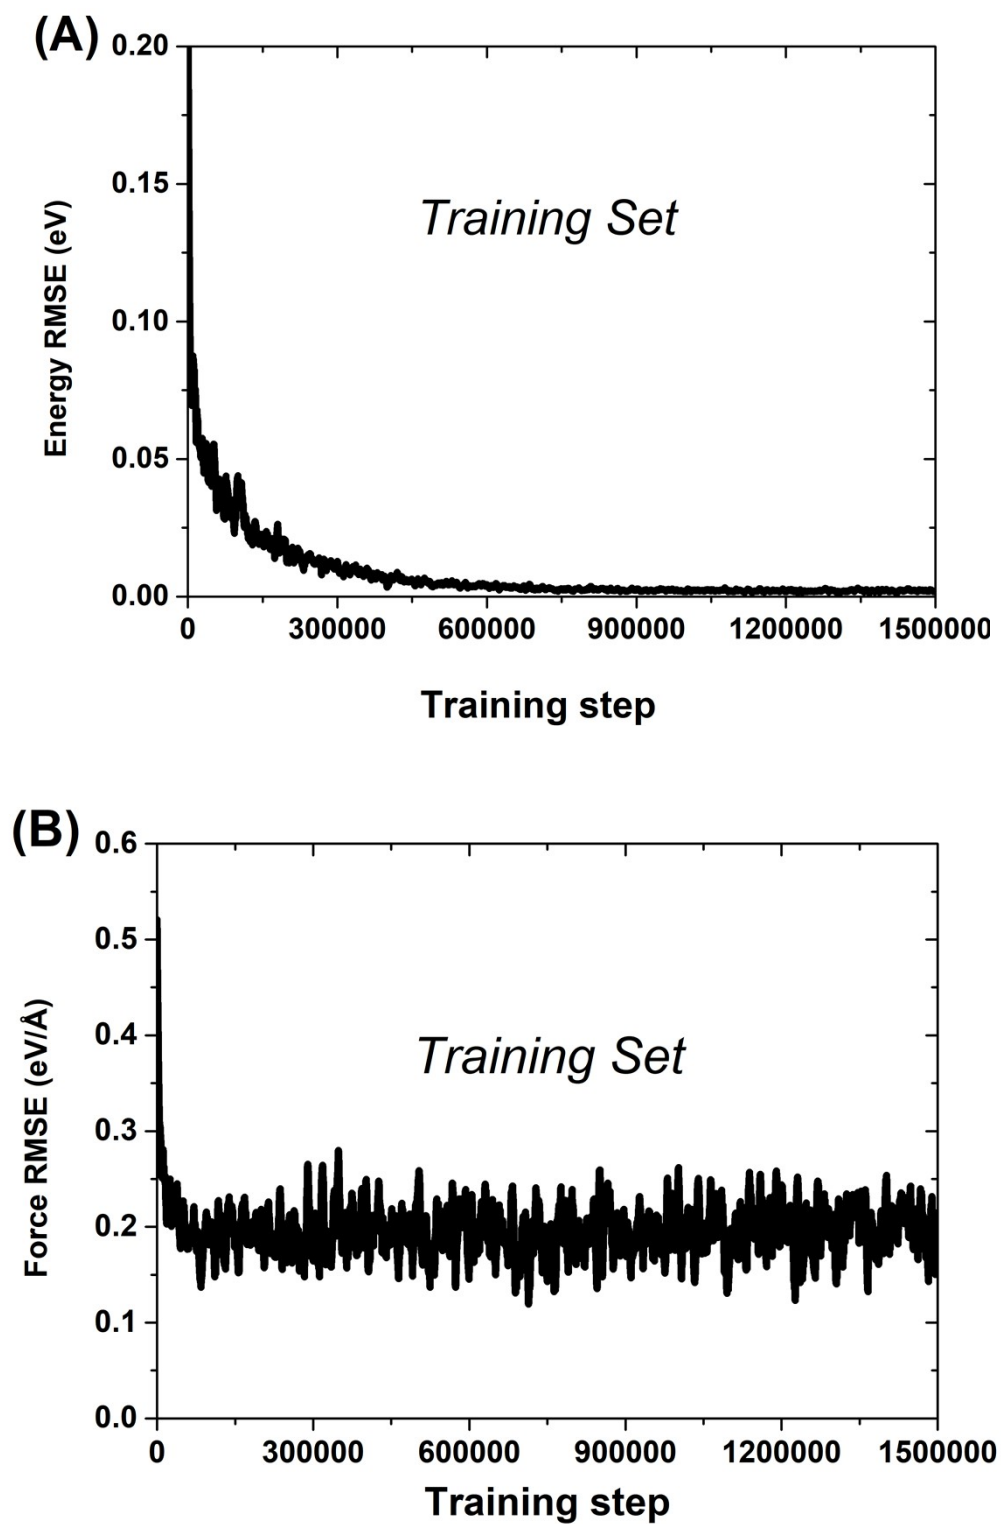 (A)
0.20
0.15
0.10
0.05
0.00
Energy RMSE (eV)
Training Set
0 300000 600000 900000 1200000 1500000
Training step
(B)
0.6
0.5
0.4
0.3
0.2
0.1
0.0
Force RMSE (eV/Å)
Training Set
0 300000 600000 900000 1200000 1500000
Training step